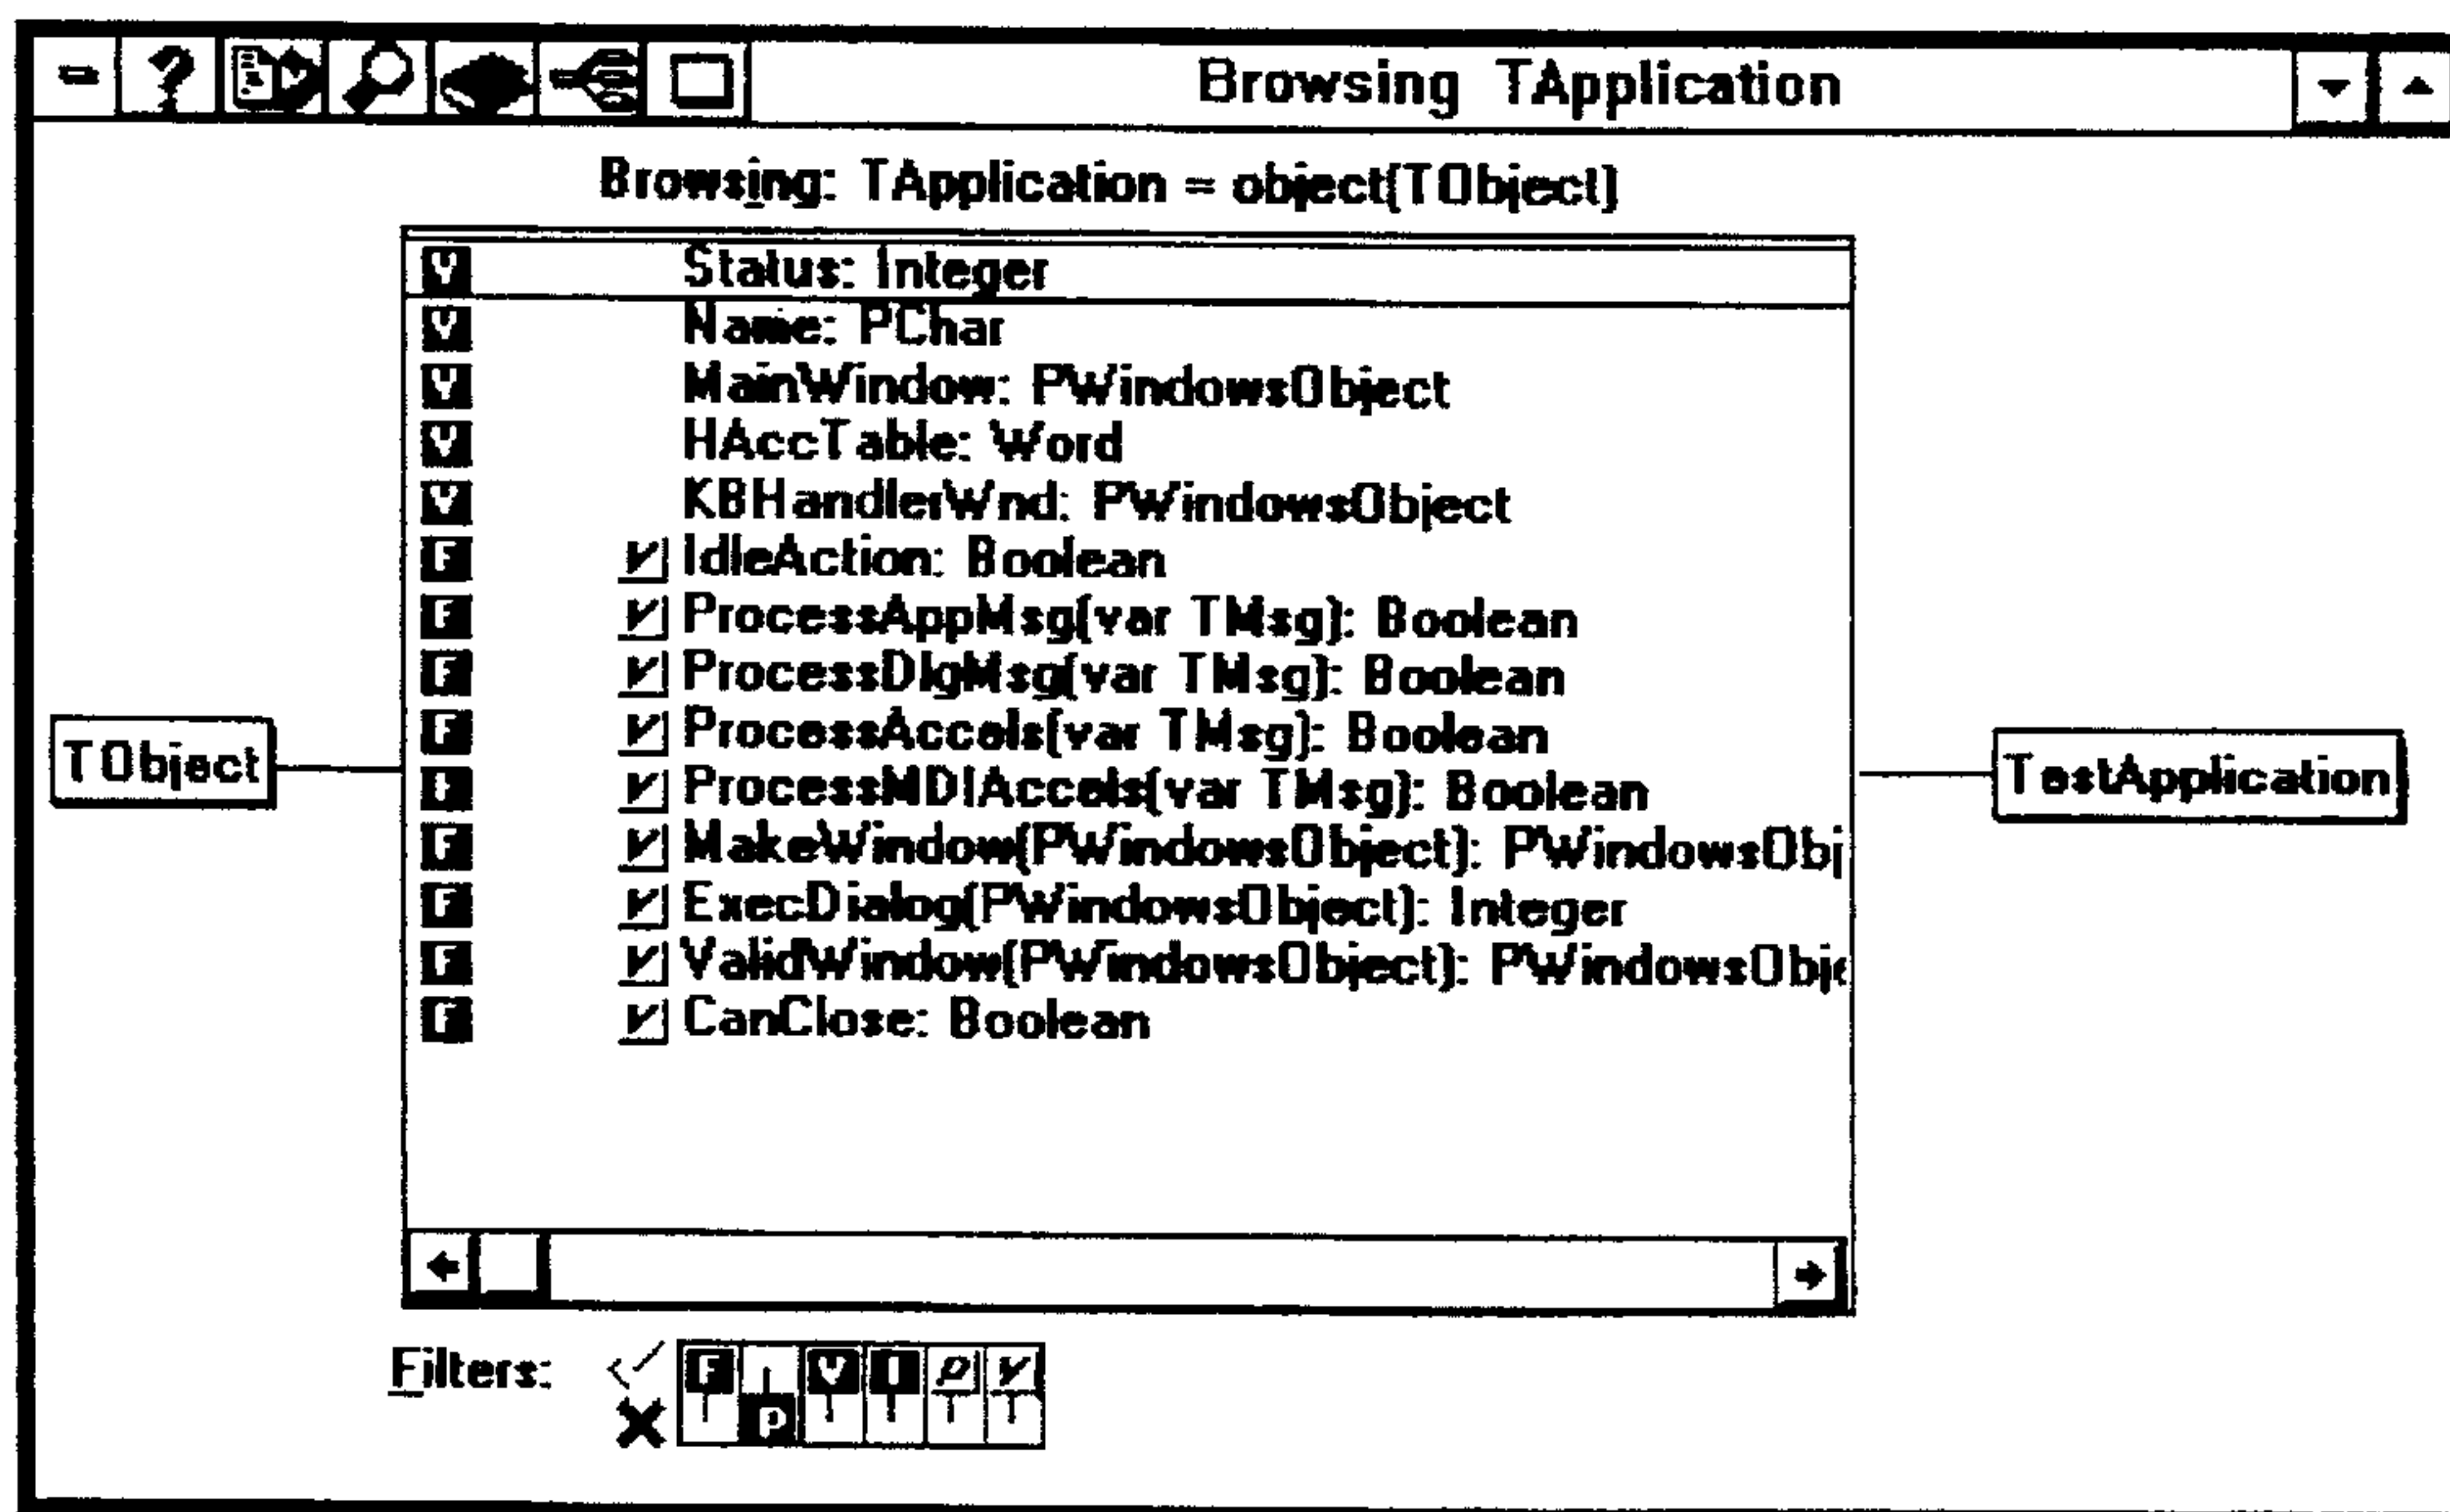 Browsing TApplication
Browsing: TApplication = object(TObject)
V Status: Integer
V Name: PChar
V MainWindow: PWindowsObject
V HAccTable: Word
V KBHandlerWnd: PWindowsObject
F V IdleAction: Boolean
F V ProcessAppMsg(var TMsg): Boolean
F V ProcessDlgMsg(var TMsg): Boolean
F V ProcessAccels(var TMsg): Boolean
F V ProcessMDIAccels(var TMsg): Boolean
F V MakeWindow(PWindowsObject): PWindowsObj
F V ExecDialog(PWindowsObject): Integer
F V ValidWindow(PWindowsObject): PWindowsObje
F V CanClose: Boolean
TObject
TestApplication
Filters: F V I V
P